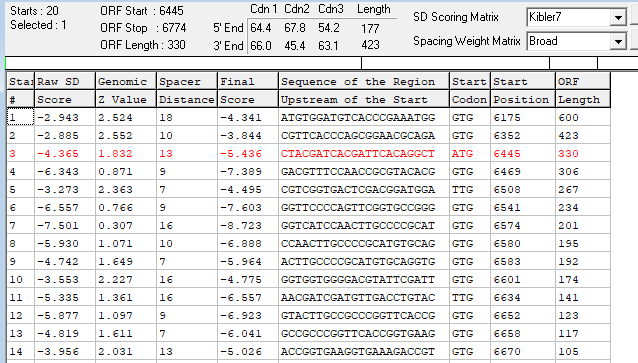 Starts : 20 ORF Start : 6445 Cdn 1 Cdn2 Cdn3 Length SD Scoring Matrix Kibler7
Selected : 1 ORF Stop : 6774 5' End 64.4 67.8 54.2 177
ORF Length : 330 3' End 66.0 45.4 63.1 423 Spacing Weight Matrix Broad
Star Raw SD Genomic Spacer Final Sequence of the Region Start Start ORF
# Score Z Value Distance Score Upstream of the Start Codon Position Length
1 -2.943 2.524 18 -4.341 ATGTGGATGTCACCCGAAATGG GTG 6175 600
2 -2.885 2.552 10 -3.844 CGTTCACCCAGCGGAACGCAGA GTG 6352 423
3 -4.365 1.832 13 -5.436 CTACGATCACGATTCACAGGCT ATG 6445 330
4 -6.343 0.871 9 -7.389 GACGTTTCCAACCGCGTACACG GTG 6469 306
5 -3.273 2.363 7 -4.495 CGTCGGTGACTCGACGGATGGA TTG 6508 267
6 -6.557 0.766 9 -7.603 GGTTCCCCAGTTCGGTGCCGGG GTG 6541 234
7 -7.501 0.307 16 -8.723 GGTCATCCAACTTGCCCCGCAT GTG 6574 201
8 -5.930 1.071 10 -6.888 CCAACTTGCCCCGCATGTGCAG GTG 6580 195
9 -4.742 1.649 7 -5.964 ACTTGCCCCGCATGTGCAGGTG GTG 6583 192
10 -3.553 2.227 16 -4.775 GGTGGTGGGGACGTATTCGATT GTG 6601 174
11 -5.335 1.361 16 -6.557 AACGATCGATGTTGACCTGTAC TTG 6634 141
12 -5.877 1.097 9 -6.923 GTACTTGCCGCCCGGTTCACCG GTG 6652 123
13 -4.819 1.611 7 -6.041 GCCGCCCGGTTCACCGGTGAAG GTG 6658 117
14 -3.956 2.031 13 -5.026 ACCGGTGAAGGTGAAAGACCGT GTG 6670 105